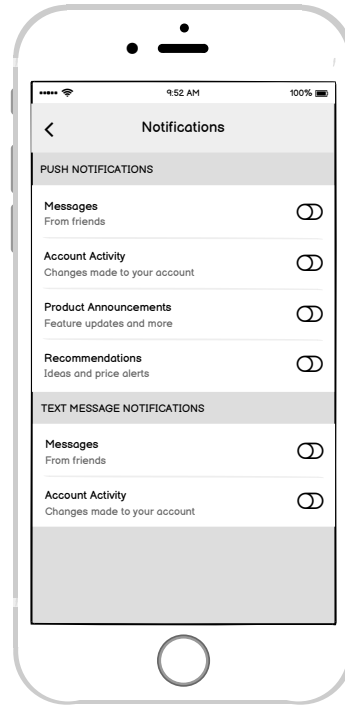 9:52 AM
100%
Notifications
PUSH NOTIFICATIONS
Messages
From friends
Account Activity
Changes made to your account
Product Announcements
Feature updates and more
Recommendations
Ideas and price alerts
TEXT MESSAGE NOTIFICATIONS
Messages
From friends
Account Activity
Changes made to your account